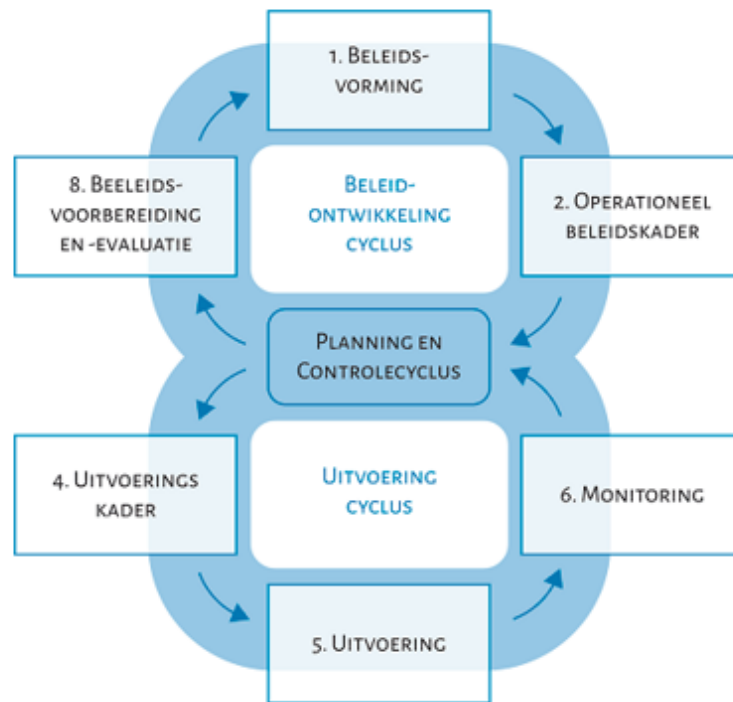 1. Beleids-
vorming
8. Beeleids-
voorbereiding
en -evaluatie
Beleid-
ontwikkeling
cyclus
2. Operationeel
beleidskader
Planning en
Controlecyclus
4. Uitvoerings
kader
Uitvoering
cyclus
6. Monitoring
5. Uitvoering